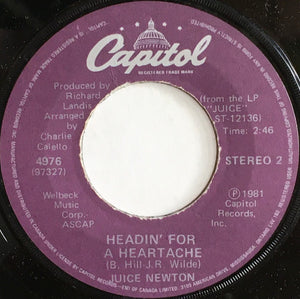 Capitol
REGISTERED TRADE MARK
Produced by
Richard
Landis
Arranged by
Charlie
Calello
4976
(97327)
Welbeck
Music
Corp.
ASCAP
(from the LP
"JUICE"
ST-12136)
Time: 2:46
STEREO 2
℗ 1981
Capitol
Records,
Inc.
HEADIN' FOR
A HEARTACHE
(B. Hill-J.R. Wilde)
JUICE NEWTON